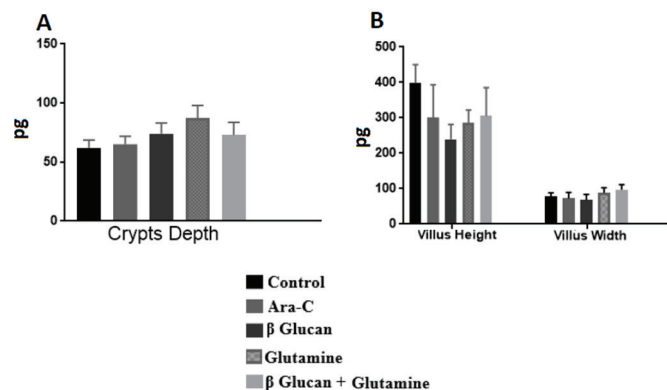 A
pg
150
100
50
0
Crypts Depth
B
pg
500
400
300
200
100
0
Villus Height
Villus Width
Control
Ara-C
β Glucan
Glutamine
β Glucan + Glutamine